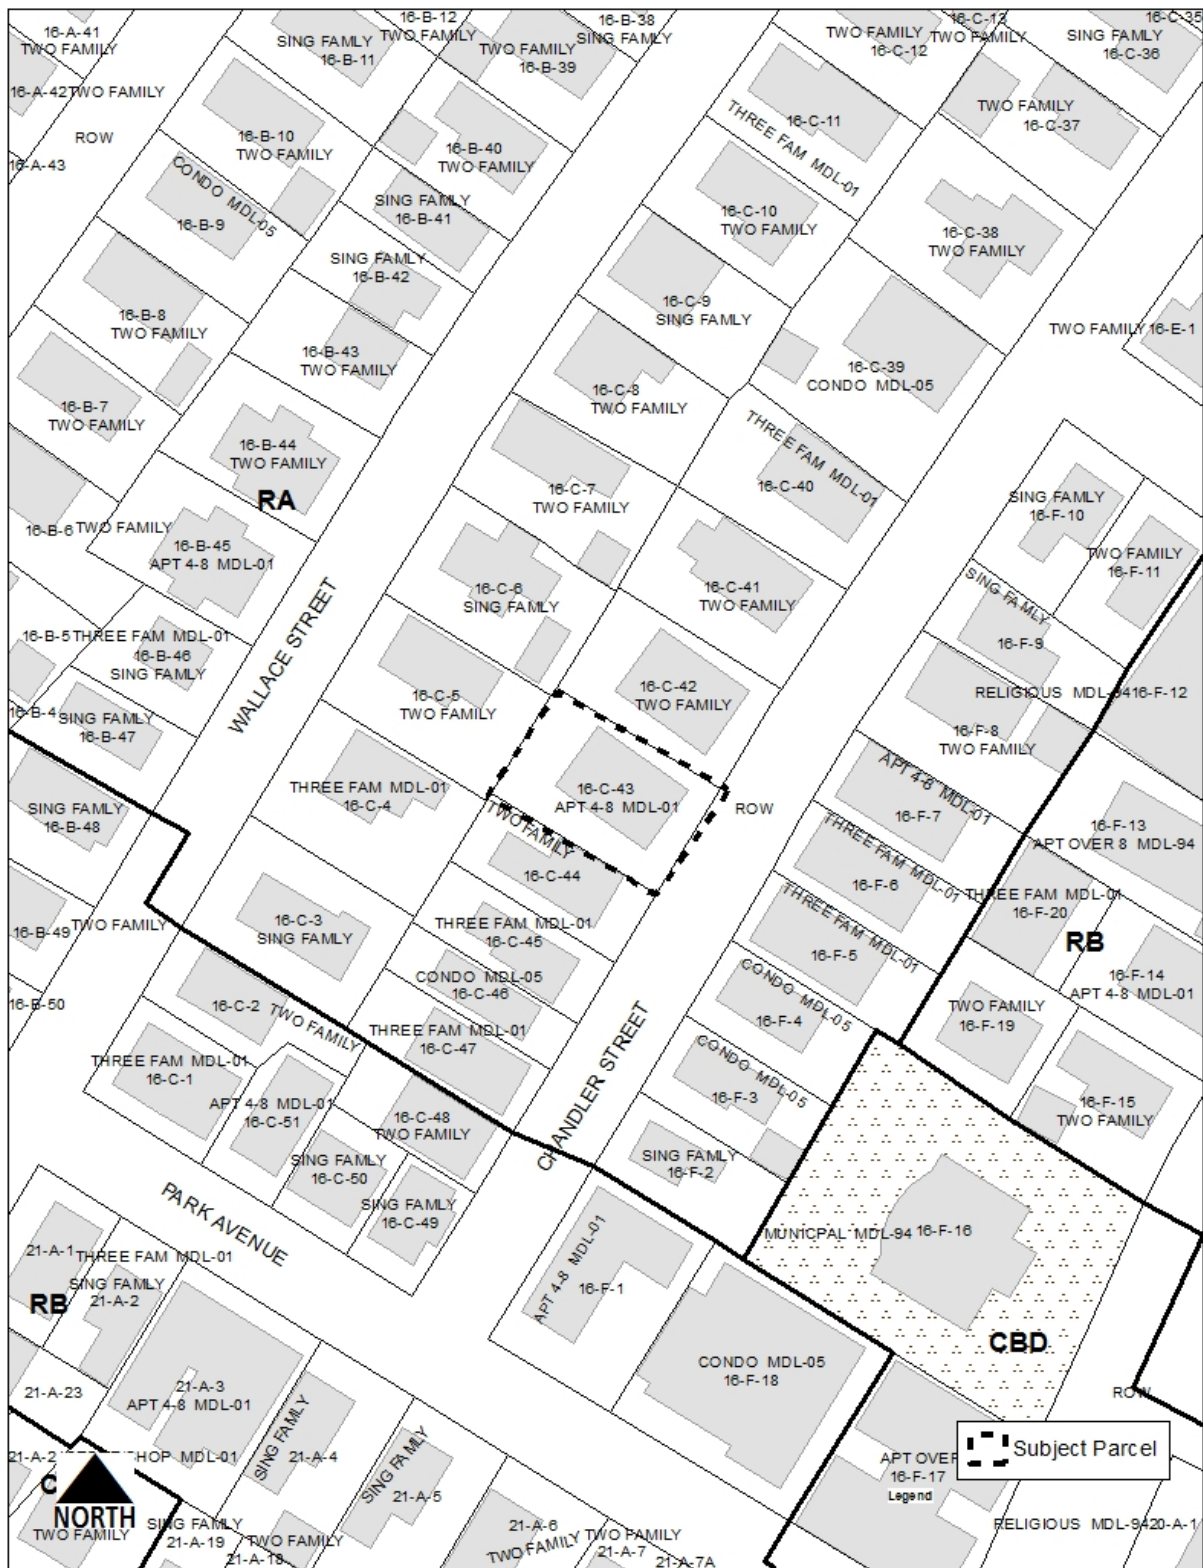 16-A-41
TWO FAMILY
16-B-12
TWO FAMILY
SING FAMLY
16-B-11
16-B-38
SING FAMLY
TWO FAMILY
16-B-39
TWO FAMILY
16-C-12
16-C-13
TWO FAMILY
16-C-35
SING FAMLY
16-C-36
16-A-42
TWO FAMILY
ROW
16-A-43
16-B-10
TWO FAMILY
16-B-40
TWO FAMILY
16-C-11
THREE FAM MDL-01
TWO FAMILY
16-C-37
CONDO MDL-05
16-B-9
SING FAMLY
16-B-41
16-C-10
TWO FAMILY
16-C-38
TWO FAMILY
SING FAMLY
16-B-42
16-B-8
TWO FAMILY
16-C-9
SING FAMLY
16-B-43
TWO FAMILY
TWO FAMILY
16-E-1
16-C-39
CONDO MDL-05
16-B-7
TWO FAMILY
16-C-8
TWO FAMILY
16-B-44
TWO FAMILY
RA
THREE FAM MDL-01
16-C-40
16-C-7
TWO FAMILY
SING FAMLY
16-F-10
16-B-6
TWO FAMILY
16-B-45
APT 4-8 MDL-01
TWO FAMILY
16-F-11
16-C-6
SING FAMLY
16-C-41
TWO FAMILY
SING FAMLY
16-F-9
WALLACE STREET
16-B-5
THREE FAM MDL-01
16-B-46
SING FAMLY
16-B-4
SING FAMLY
16-B-47
16-C-5
TWO FAMILY
16-C-42
TWO FAMILY
RELIGIOUS MDL-94
16-F-12
16-F-8
TWO FAMILY
SING FAMLY
16-B-48
THREE FAM MDL-01
16-C-4
16-C-43
APT 4-8 MDL-01
ROW
APT 4-8 MDL-01
16-F-7
16-F-13
APT OVER 8 MDL-94
TWO FAMILY
16-C-44
THREE FAM MDL-01
16-F-6
THREE FAM MDL-01
16-F-20
RB
16-B-49
TWO FAMILY
16-C-3
SING FAMLY
THREE FAM MDL-01
16-C-45
THREE FAM MDL-01
16-F-5
16-F-14
APT 4-8 MDL-01
16-B-50
16-C-2
TWO FAMILY
CONDO MDL-05
16-C-46
CONDO MDL-05
16-F-4
TWO FAMILY
16-F-19
THREE FAM MDL-01
16-C-47
THREE FAM MDL-01
16-C-1
APT 4-8 MDL-01
16-C-51
CHANDLER STREET
CONDO MDL-05
16-F-3
16-F-15
TWO FAMILY
16-C-48
TWO FAMILY
SING FAMLY
16-C-50
SING FAMLY
16-F-2
PARK AVENUE
SING FAMLY
16-C-49
MUNICPAL MDL-94
16-F-16
21-A-1
THREE FAM MDL-01
SING FAMLY
21-A-2
RB
APT 4-8 MDL-01
16-F-1
CBD
CONDO MDL-05
16-F-18
21-A-23
21-A-3
APT 4-8 MDL-01
ROW
SING FAMLY
21-A-4
Subject Parcel
21-A-2
SHOP MDL-01
SING FAMLY
21-A-5
APT OVER
16-F-17
Legend
C
NORTH
TWO FAMILY
SING FAMILY
21-A-19
TWO FAMILY
21-A-18
21-A-6
TWO FAMILY
TWO FAMILY
21-A-7
21-A-7A
RELIGIOUS MDL-94
20-A-1